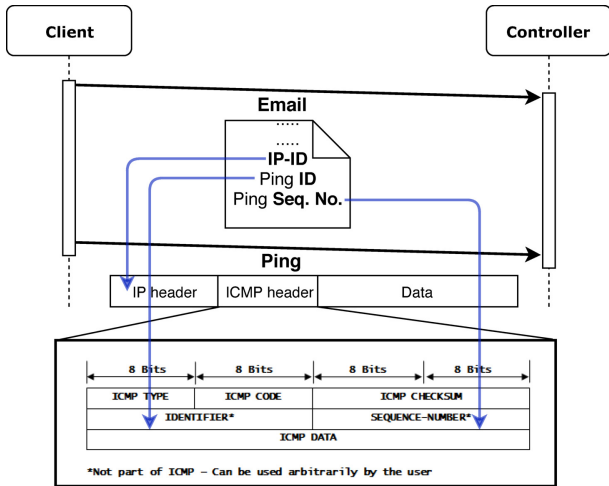 Client
Controller
Email
.....
.....
IP-ID
Ping ID
Ping Seq. No.
Ping
IP header ICMP header Data
8 Bits 8 Bits 8 Bits 8 Bits
ICMP TYPE ICMP CODE ICMP CHECKSUM
IDENTIFIER* SEQUENCE-NUMBER*
ICMP DATA
*Not part of ICMP – Can be used arbitrarily by the user